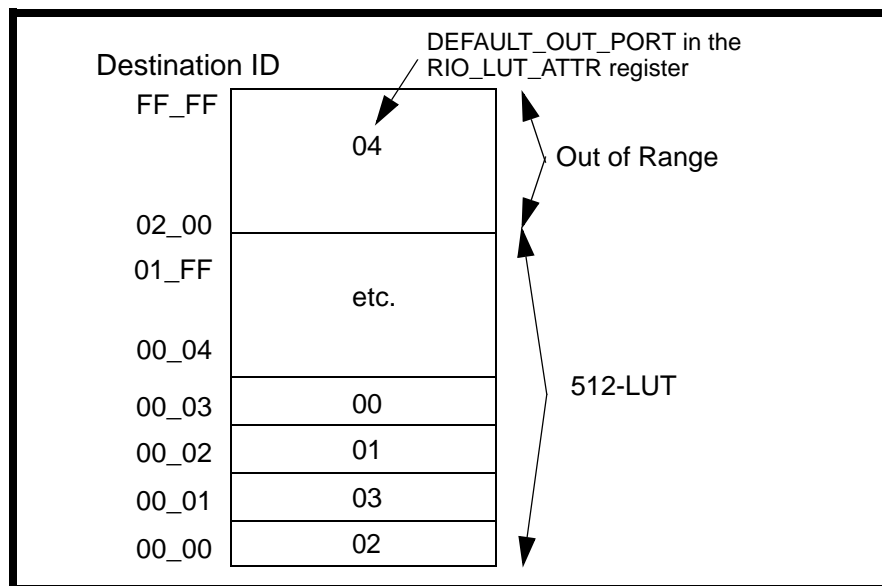 DEFAULT_OUT_PORT in the
RIO_LUT_ATTR register
Destination ID
FF_FF
04
Out of Range
02_00
01_FF
etc.
00_04
512-LUT
00_03 00
00_02 01
00_01 03
00_00 02